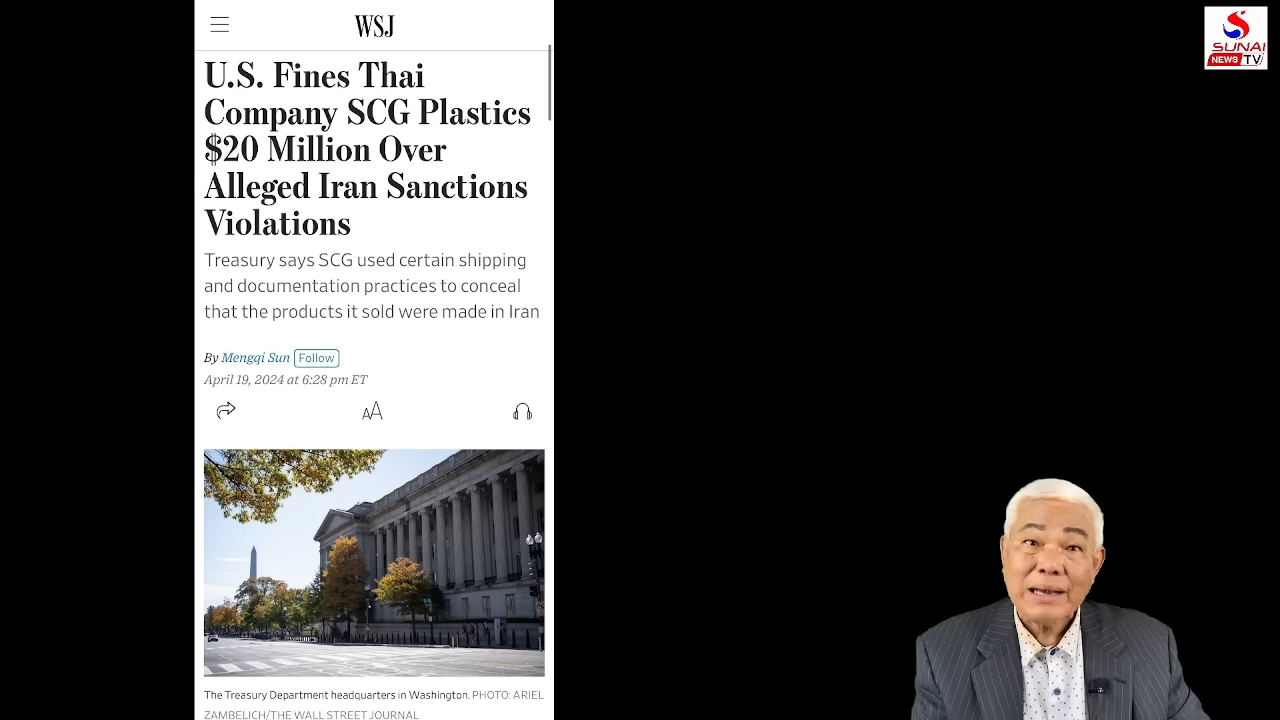 WSJ
U.S. Fines Thai
Company SCG Plastics
$20 Million Over
Alleged Iran Sanctions
Violations
Treasury says SCG used certain shipping
and documentation practices to conceal
that the products it sold were made in Iran
By Mengqi Sun Follow
April 19, 2024 at 6:28 pm ET
AA
The Treasury Department headquarters in Washington. PHOTO: ARIEL
ZAMBELICH/THE WALL STREET JOURNAL
SUNAI
NEWS TV